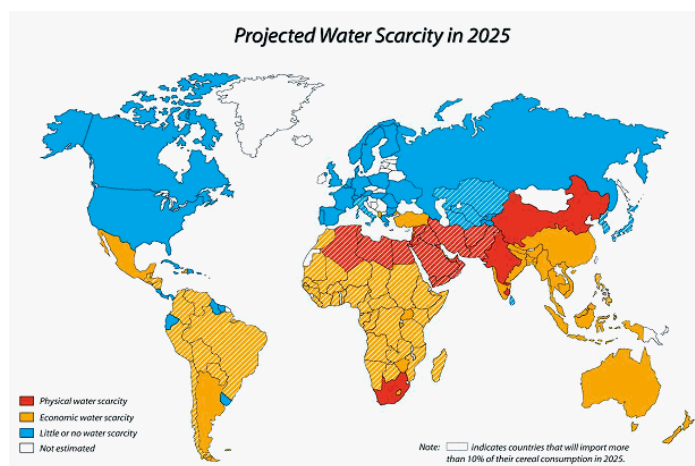 Projected Water Scarcity in 2025
Physical water scarcity
Economic water scarcity
Little or no water scarcity
Not estimated
Note: indicates countries that will import more
than 10% of their cereal consumption in 2025.